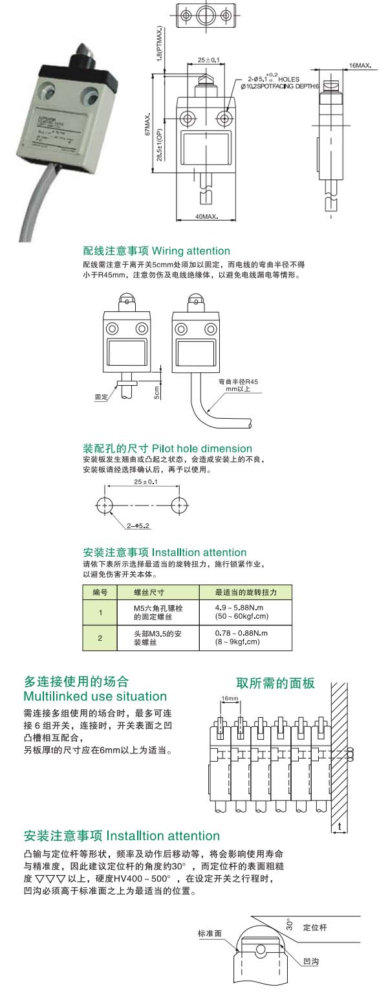 1.8(PTMAX.)
25±0.1
2-Ø5.1+0.2 0 HOLES
Ø10.2SPOTFACING DEPTH:6
16MAX.
67MAX.
28.5±1(OP)
40MAX.
配线注意事项 Wiring attention
配线需注意于离开关5cmm处须加以固定，而电线的弯曲半径不得
小于R45mm，注意勿伤及电线绝缘体，以避免电线漏电等情形。
固定
5cm
弯曲半径R45
mm以上
装配孔的尺寸 Pilot hole dimension
安装板发生翘曲或凸起之状态，会造成安装上的不良，
安装板请经选择确认后，再予以使用。
25±0.1
2-Φ5.2
安装注意事项 Installtion attention
请依下表所示选择最适当的旋转扭力，施行锁紧作业，
以避免伤害开关本体。
编号 螺丝尺寸 最适当的旋转扭力
1 M5六角孔骡栓 4.9~5.88N.m
的固定螺丝 (50~60kgf.cm)
2 头部M3.5的安 0.78~0.88N.m
装螺丝 (8~9kgf.cm)
多连接使用的场合
Multilinked use situation
需连接多组使用的场合时，最多可连
接 6 组开关，连接时，开关表面之凹
凸槽相互配合，
另板厚t的尺寸应在6mm以上为适当。
取所需的面板
16mm
t
安装注意事项 Installtion attention
凸输与定位杆等形状，频率及动作后移动等，将会影响使用寿命
与精准度，因此建议定位杆的角度约30°，而定位杆的表面粗糙
度 ▽▽▽ 以上，硬度HV400~500°，在设定开关之行程时，
凹沟必须高于标准面之上为最适当的位置。
30°
定位杆
标准面
凹沟